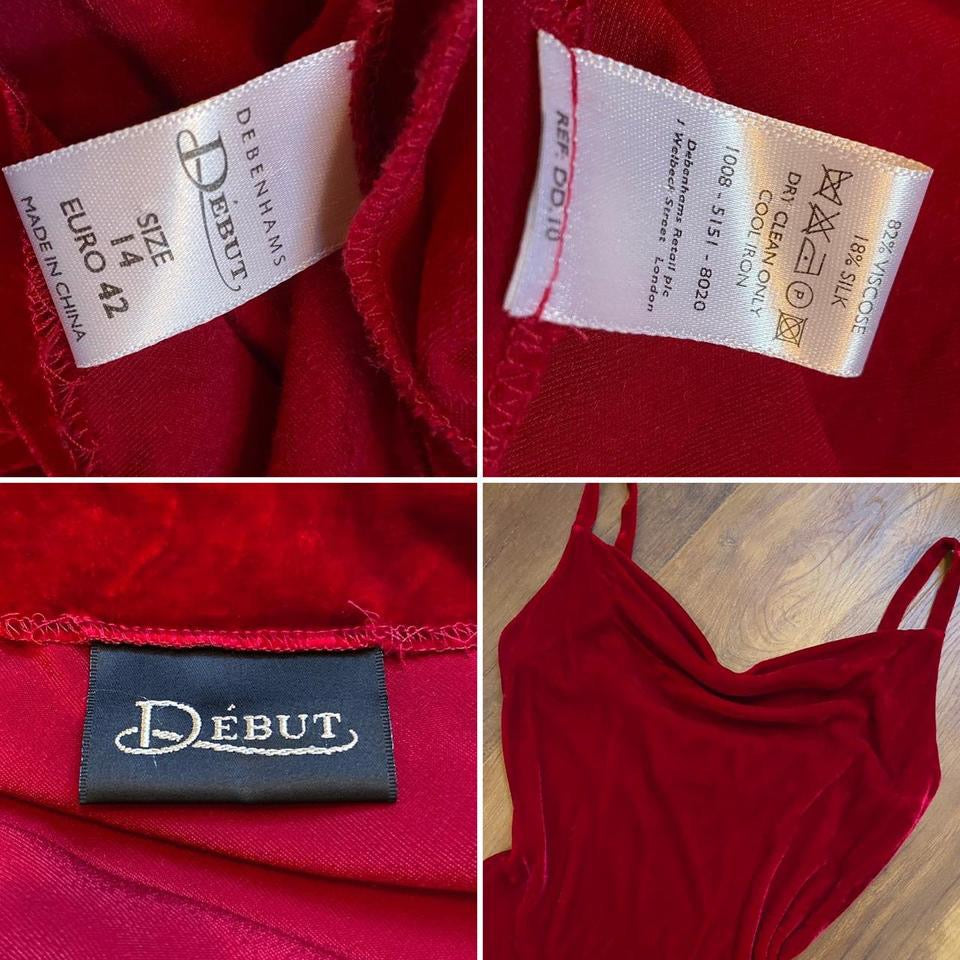 DEBENHAMS
DÉBUT
SIZE
14
EURO 42
MADE IN CHINA
82% VISCOSE
18% SILK
P
DRY CLEAN ONLY
COOL IRON
1008 - 5151 - 8020
Debenhams Retail plc
1 Welbeck Street London
REF. DD.10
DÉBUT